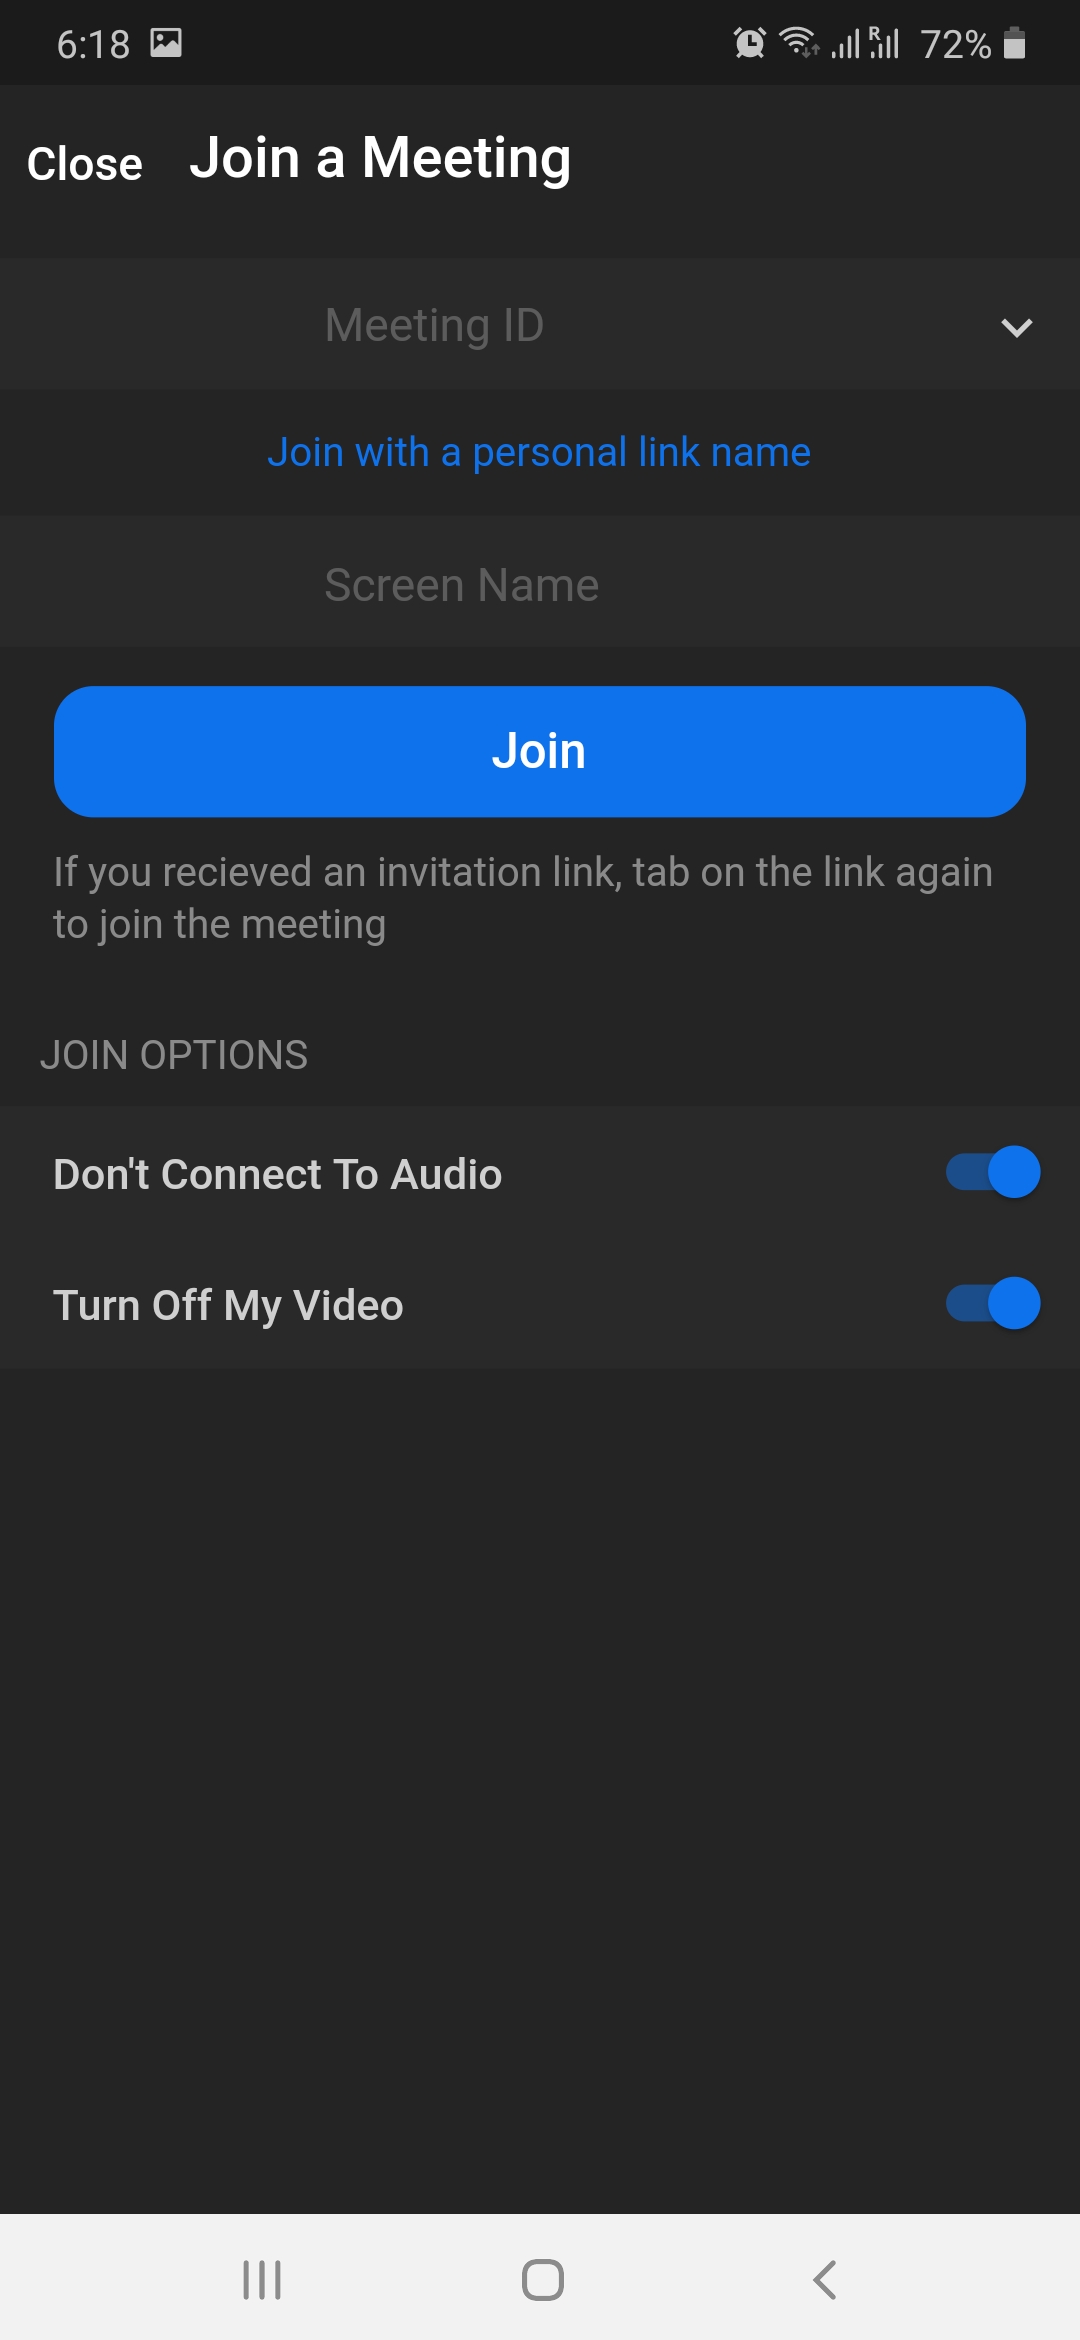 6:18
R
72%
Close
Join a Meeting
Meeting ID
Join with a personal link name
Screen Name
Join
If you recieved an invitation link, tab on the link again
to join the meeting
JOIN OPTIONS
Don't Connect To Audio
Turn Off My Video